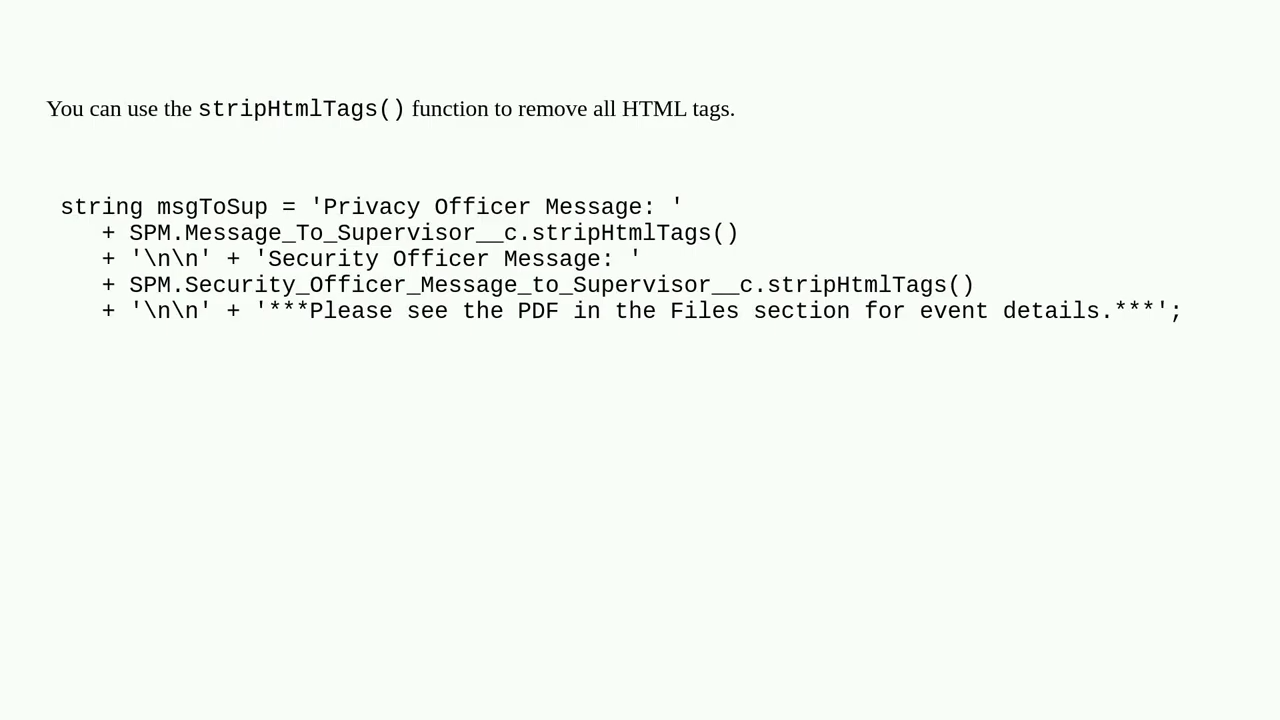 You can use the stripHtmlTags() function to remove all HTML tags.
string msgToSup = 'Privacy Officer Message: '
   + SPM.Message_To_Supervisor__c.stripHtmlTags()
   + '\n\n' + 'Security Officer Message: '
   + SPM.Security_Officer_Message_to_Supervisor__c.stripHtmlTags()
   + '\n\n' + '***Please see the PDF in the Files section for event details.***';